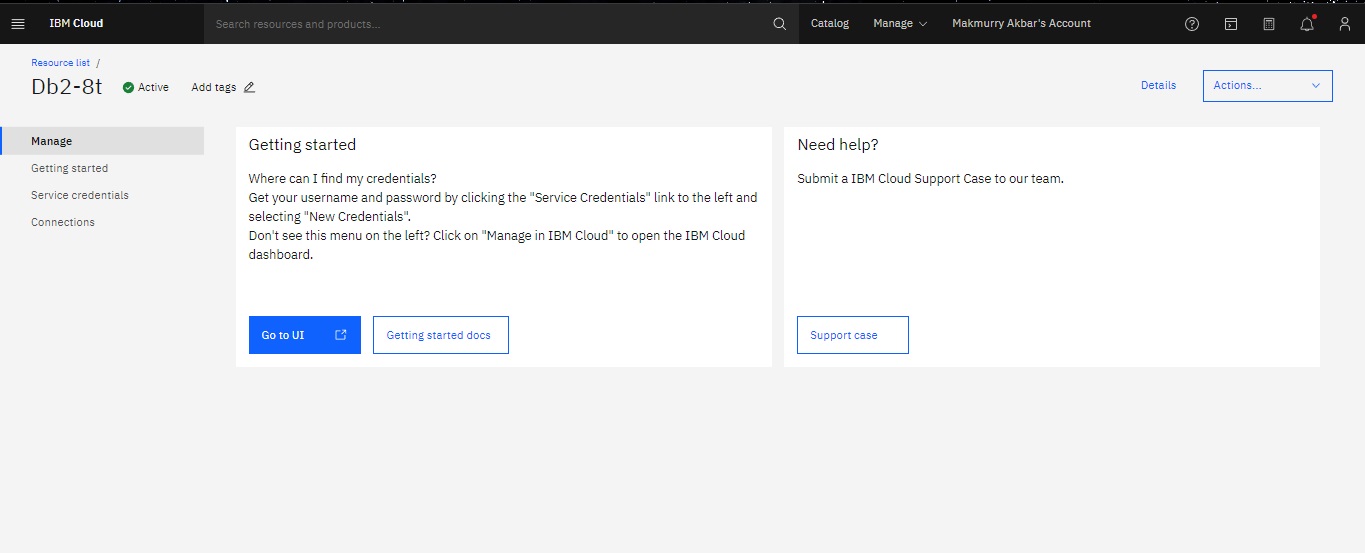 IBM Cloud
Search resources and products...
Catalog
Manage
Makmurry Akbar's Account
Resource list /
Db2-8t
Active
Add tags
Details
Actions...
Manage
Getting started
Service credentials
Connections
Getting started
Where can I find my credentials?
Get your username and password by clicking the "Service Credentials" link to the left and
selecting "New Credentials".
Don't see this menu on the left? Click on "Manage in IBM Cloud" to open the IBM Cloud
dashboard.
Go to UI
Getting started docs
Need help?
Submit a IBM Cloud Support Case to our team.
Support case